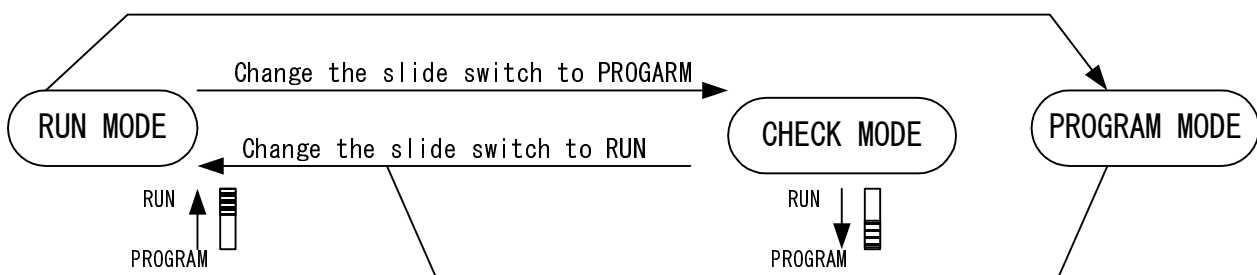 Change the slide switch to PROGARM
RUN MODE
CHECK MODE
PROGRAM MODE
Change the slide switch to RUN
RUN
PROGRAM
RUN
PROGRAM